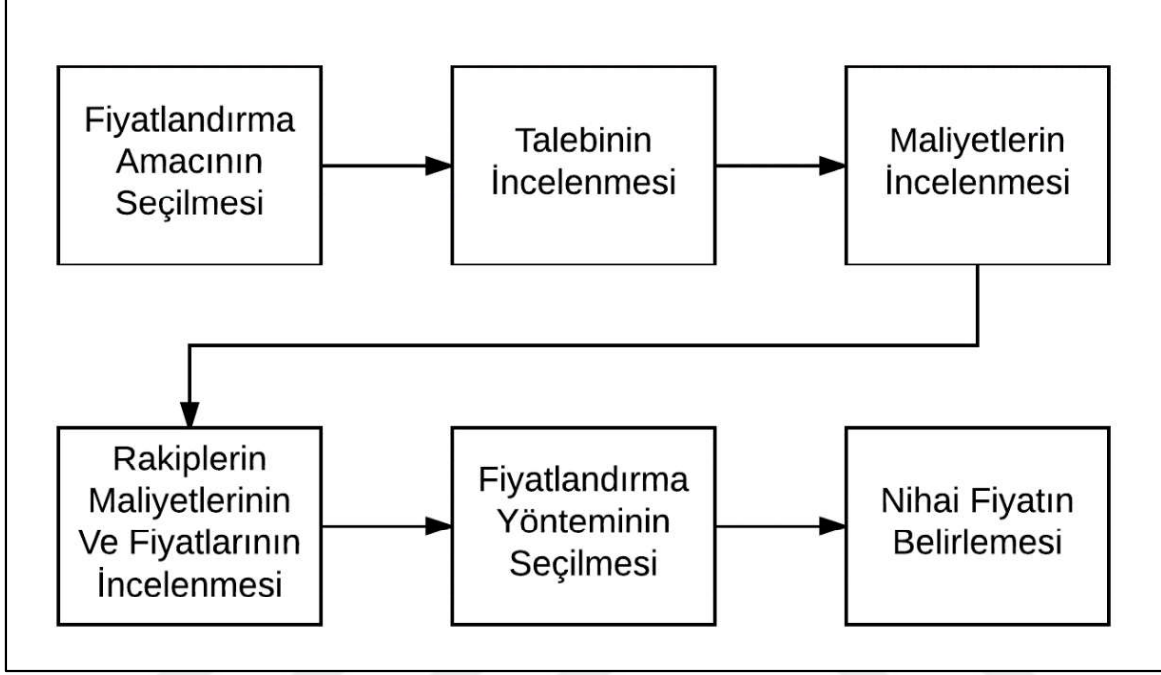 Fiyatlandırma
Amacının
Seçilmesi
Talebinin
İncelenmesi
Maliyetlerin
İncelenmesi
Rakiplerin
Maliyetlerinin
Ve Fiyatlarının
İncelenmesi
Fiyatlandırma
Yönteminin
Seçilmesi
Nihai Fiyatın
Belirlemesi